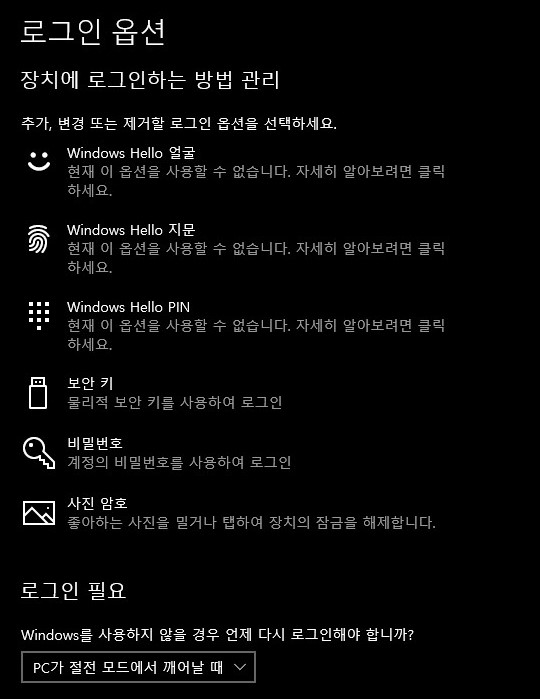 로그인 옵션
장치에 로그인하는 방법 관리
추가, 변경 또는 제거할 로그인 옵션을 선택하세요.
Windows Hello 얼굴
현재 이 옵션을 사용할 수 없습니다. 자세히 알아보려면 클릭
하세요.
Windows Hello 지문
현재 이 옵션을 사용할 수 없습니다. 자세히 알아보려면 클릭
하세요.
Windows Hello PIN
현재 이 옵션을 사용할 수 없습니다. 자세히 알아보려면 클릭
하세요.
보안 키
물리적 보안 키를 사용하여 로그인
비밀번호
계정의 비밀번호를 사용하여 로그인
사진 암호
좋아하는 사진을 밀거나 탭하여 장치의 잠금을 해제합니다.
로그인 필요
Windows를 사용하지 않을 경우 언제 다시 로그인해야 합니까?
PC가 절전 모드에서 깨어날 때